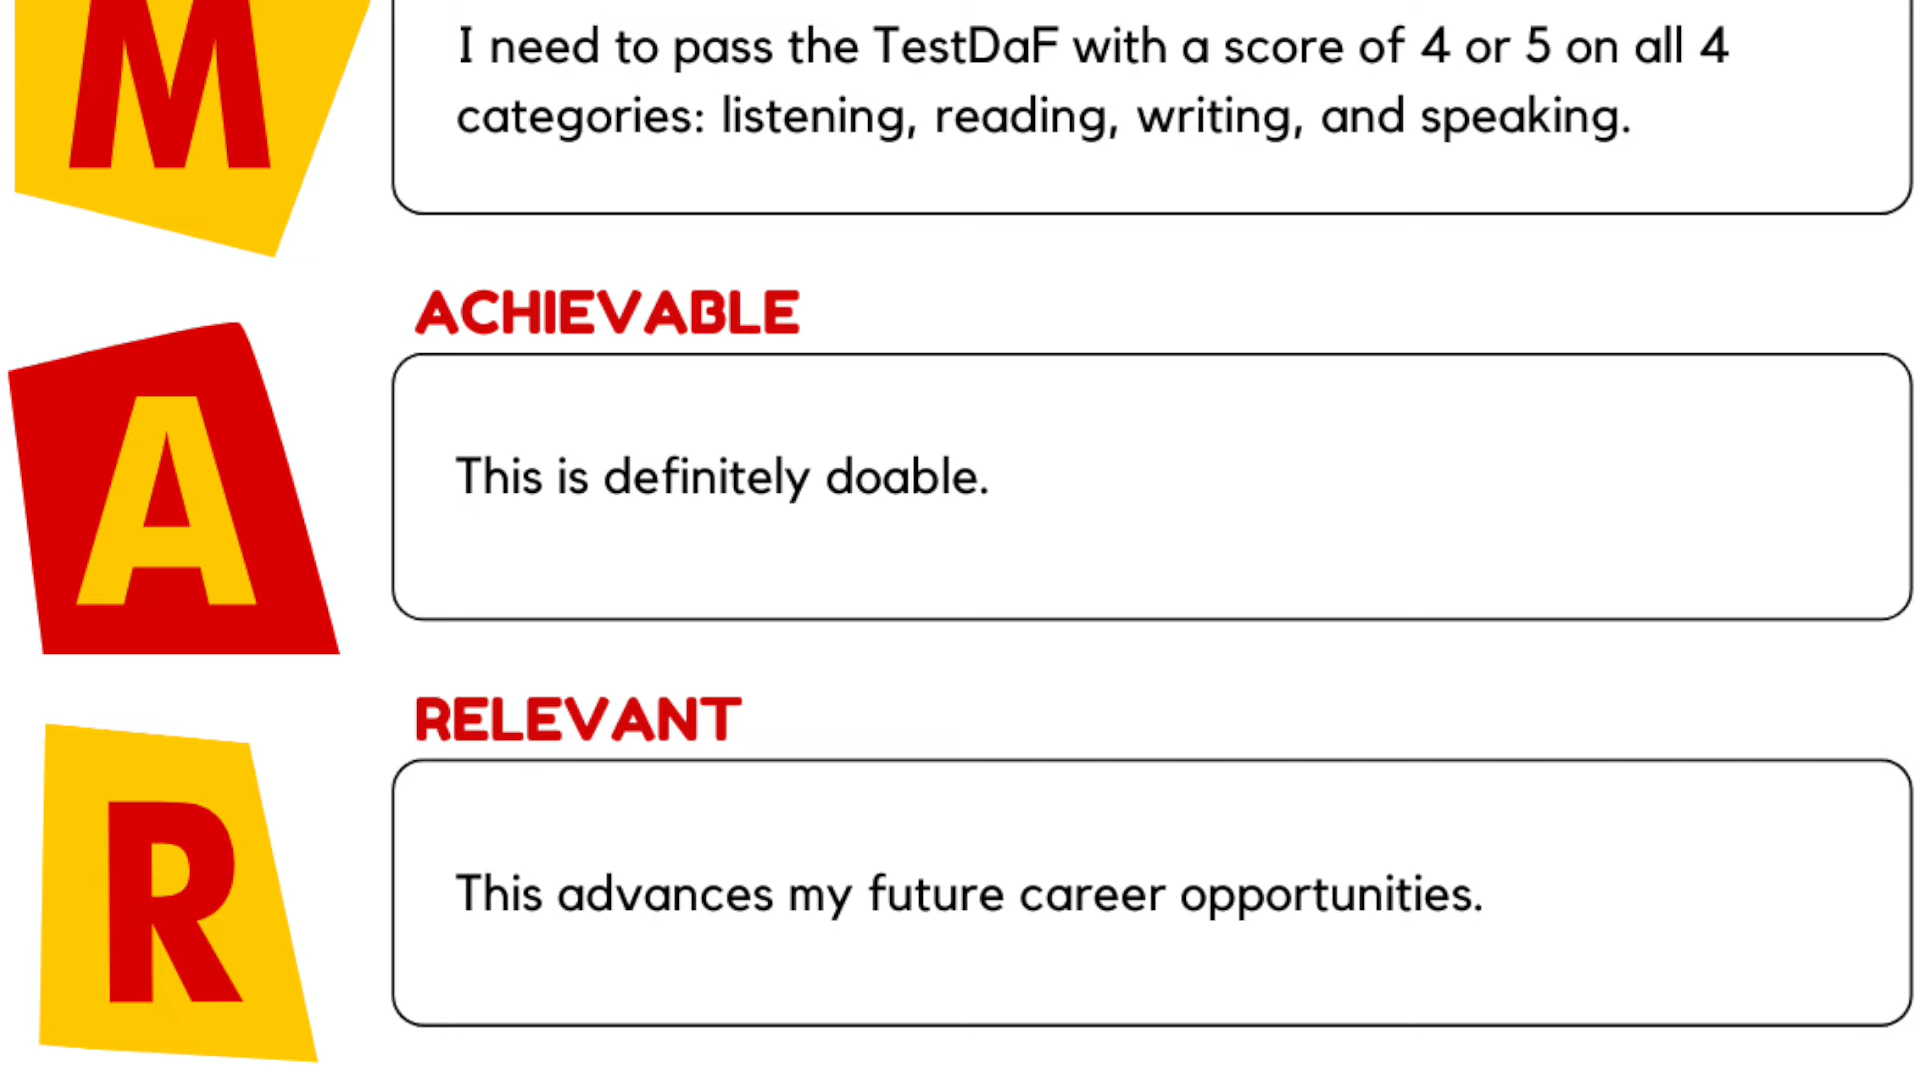 M
I need to pass the TestDaF with a score of 4 or 5 on all 4
categories: listening, reading, writing, and speaking.
ACHIEVABLE
A
This is definitely doable.
RELEVANT
R
This advances my future career opportunities.